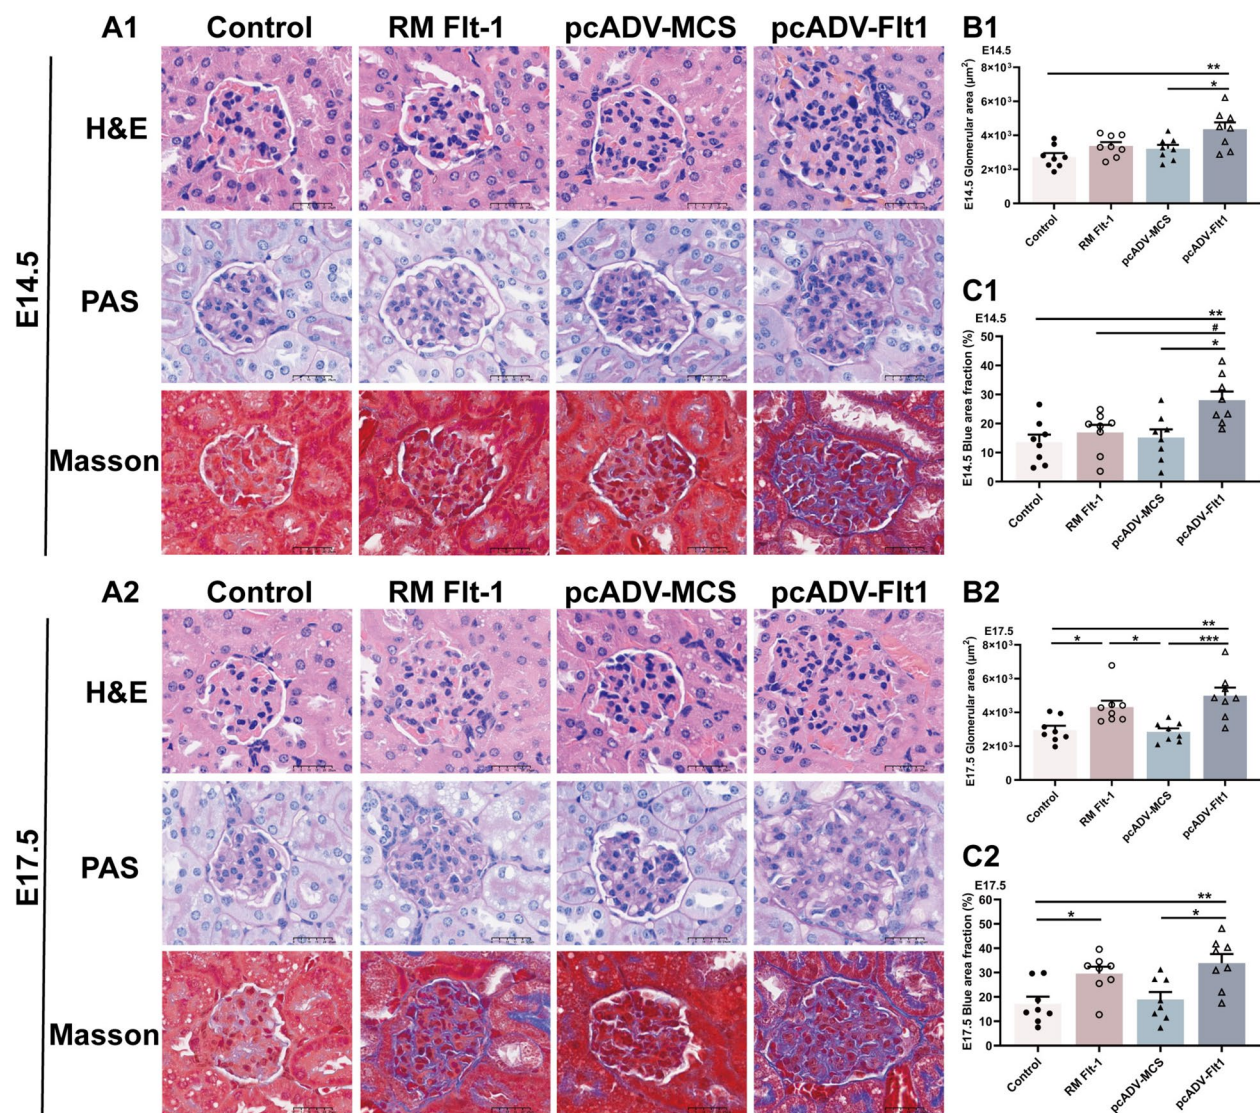 A1 Control RM Flt-1 pcADV-MCS pcADV-Flt1
E14.5
H&E
PAS
Masson
B1
E14.5
E14.5 Glomerular area (μm²)
8×10³
6×10³
4×10³
2×10³
0
**
*
Control RM Flt-1 pcADV-MCS pcADV-Flt1
C1
E14.5
E14.5 Blue area fraction (%)
50
40
30
20
10
0
**
#
*
Control RM Flt-1 pcADV-MCS pcADV-Flt1
A2 Control RM Flt-1 pcADV-MCS pcADV-Flt1
E17.5
H&E
PAS
Masson
B2
E17.5
E17.5 Glomerular area (μm²)
8×10³
6×10³
4×10³
2×10³
0
**
* * ***
Control RM Flt-1 pcADV-MCS pcADV-Flt1
C2
E17.5
E17.5 Blue area fraction (%)
60
50
40
30
20
10
0
**
* *
Control RM Flt-1 pcADV-MCS pcADV-Flt1